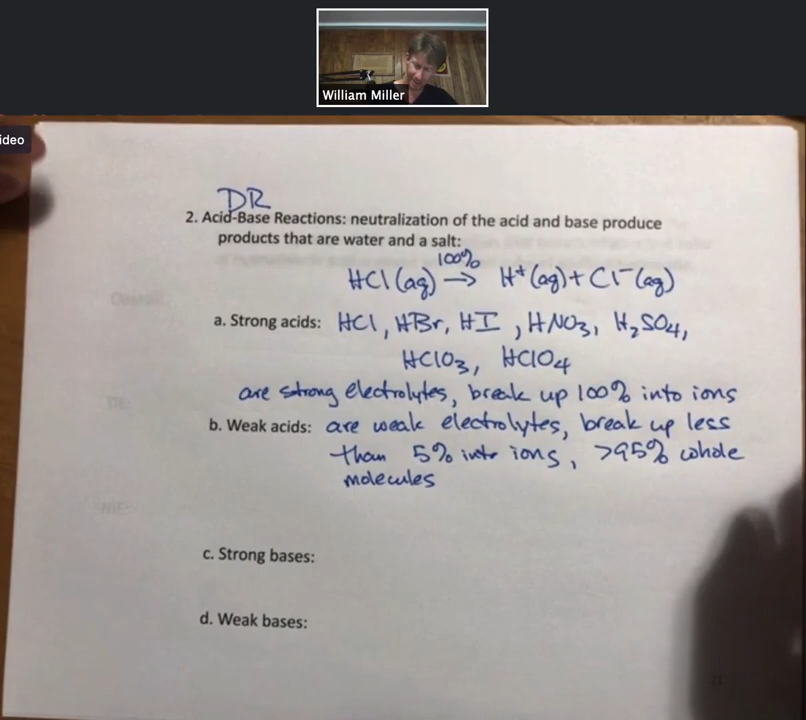 William Miller
ideo
DR
2. Acid-Base Reactions: neutralization of the acid and base produce
products that are water and a salt:
HCl(aq) 100% → H⁺(aq) + Cl⁻(aq)
a. Strong acids: HCl, HBr, HI, HNO₃, H₂SO₄,
HClO₃, HClO₄
are strong electrolytes, break up 100% into ions
b. Weak acids: are weak electrolytes, break up less
than 5% into ions, >95% whole
molecules
c. Strong bases:
d. Weak bases: